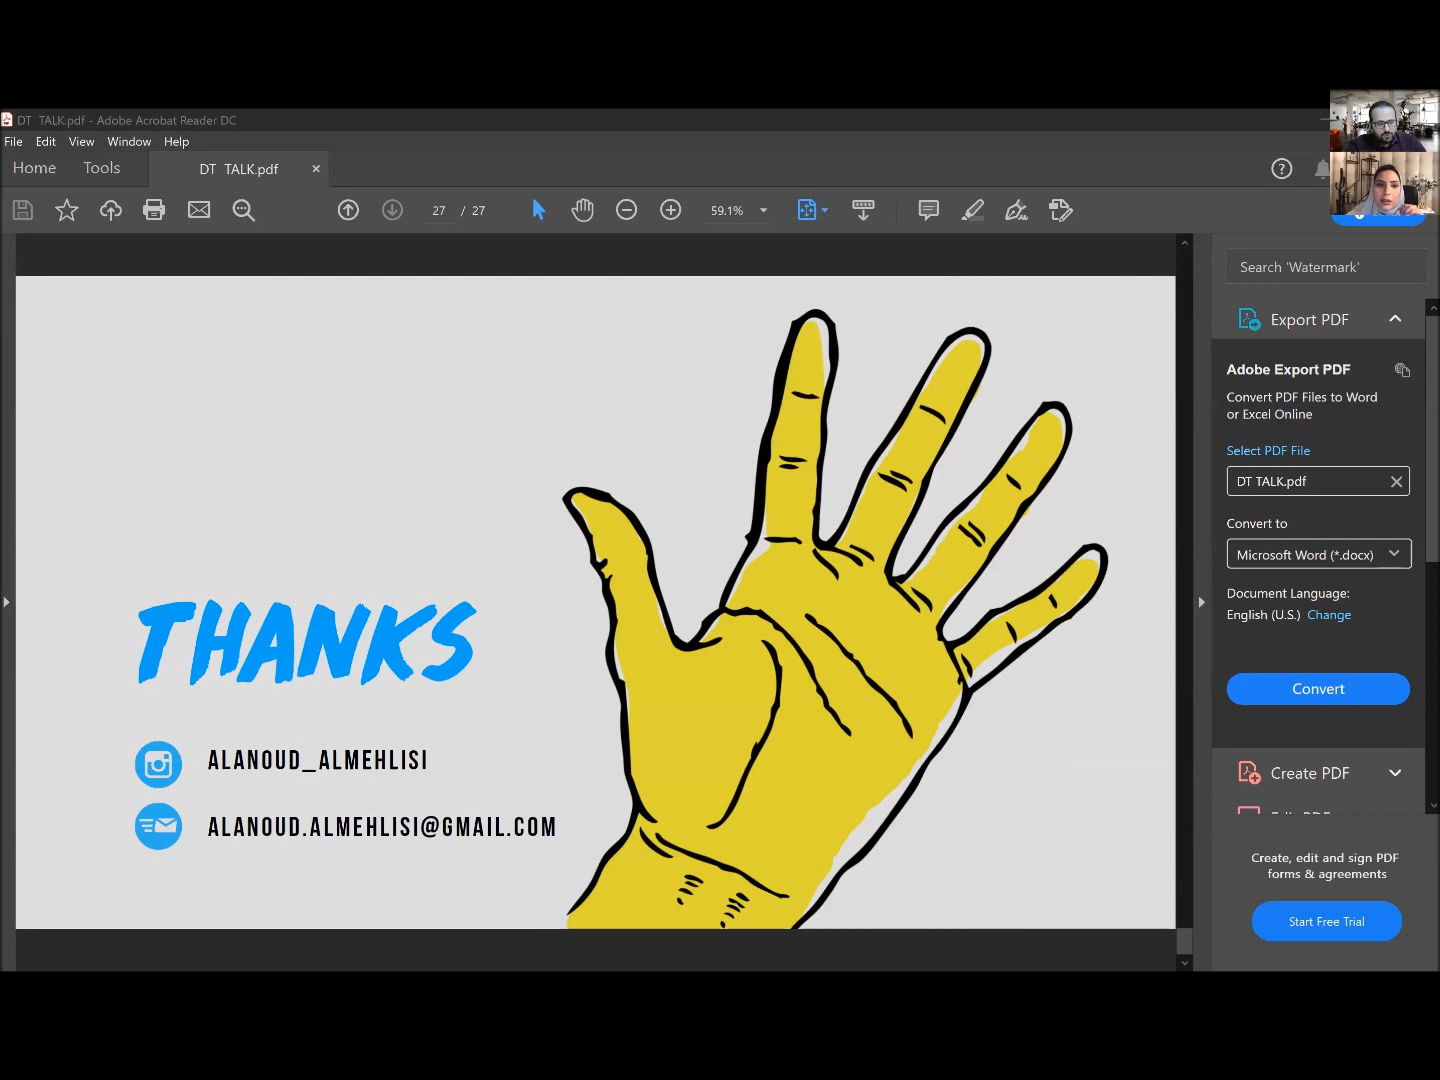 DT TALK.pdf - Adobe Acrobat Reader DC
File Edit View Window Help
Home Tools DT TALK.pdf
27 / 27 59.1%
Search 'Watermark'
Export PDF
Adobe Export PDF
Convert PDF Files to Word
or Excel Online
Select PDF File
DT TALK.pdf
Convert to
Microsoft Word (*.docx)
Document Language:
English (U.S.) Change
Convert
Create PDF
Create, edit and sign PDF
forms & agreements
Start Free Trial
THANKS
ALANOUD_ALMEHLISI
ALANOUD.ALMEHLISI@GMAIL.COM